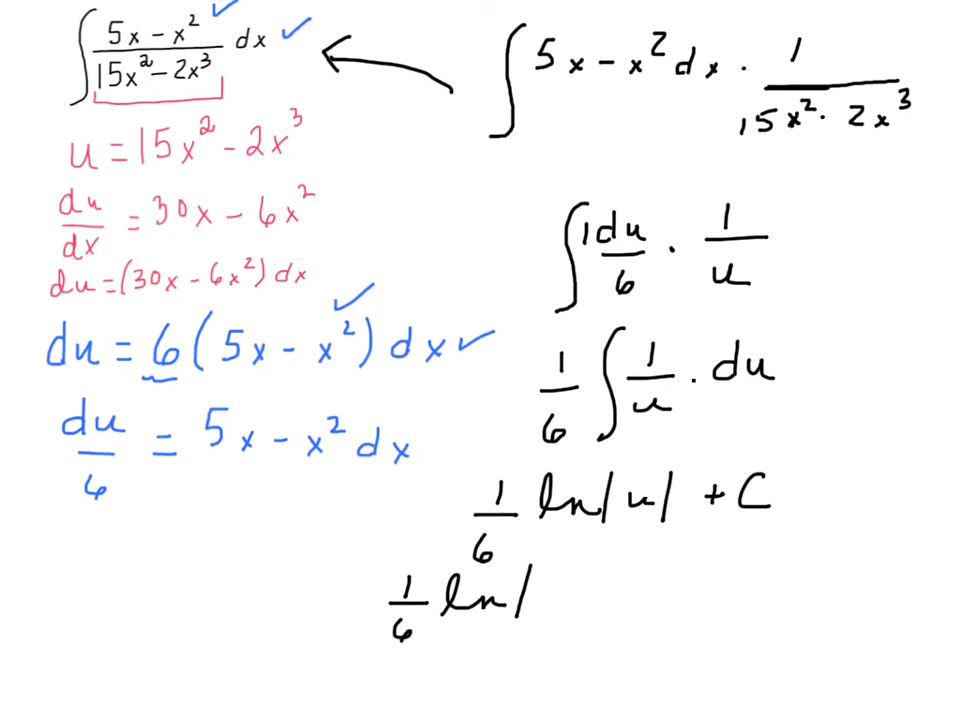 ∫ (5x − x²)/(15x² − 2x³) dx
u = 15x² − 2x³
du/dx = 30x − 6x²
du = (30x − 6x²) dx
du = 6(5x − x²) dx
du/6 = 5x − x² dx
∫ 5x − x² dx · 1/(15x² · 2x³)
∫ 1du/6 · 1/u
1/6 ∫ 1/u · du
1/6 ln|u| + C
1/6 ln|